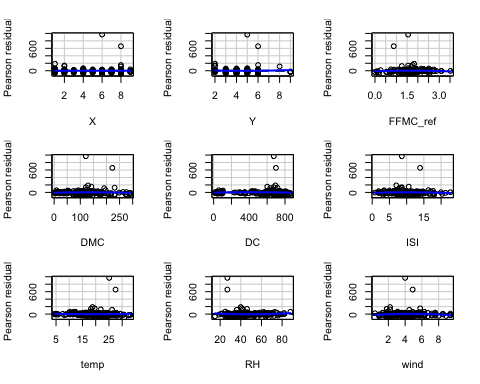 Pearson residual
600
0
2 4 6 8
X
Pearson residual
600
0
2 4 6 8
Y
Pearson residual
600
0
0.0 1.5 3.0
FFMC_ref
Pearson residual
600
0
0 100 250
DMC
Pearson residual
600
0
0 400 800
DC
Pearson residual
600
0
0 5 15
ISI
Pearson residual
600
0
5 15 25
temp
Pearson residual
600
0
20 40 60 80
RH
Pearson residual
600
0
2 4 6 8
wind